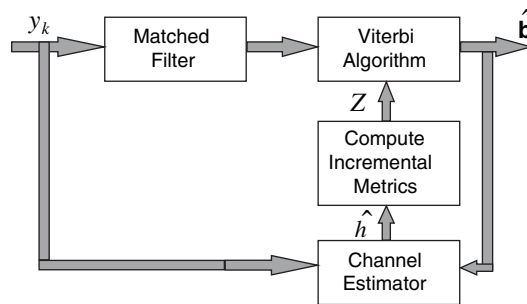 y_k
Matched
Filter
Viterbi
Algorithm
b̂
Z
Compute
Incremental
Metrics
ĥ
Channel
Estimator